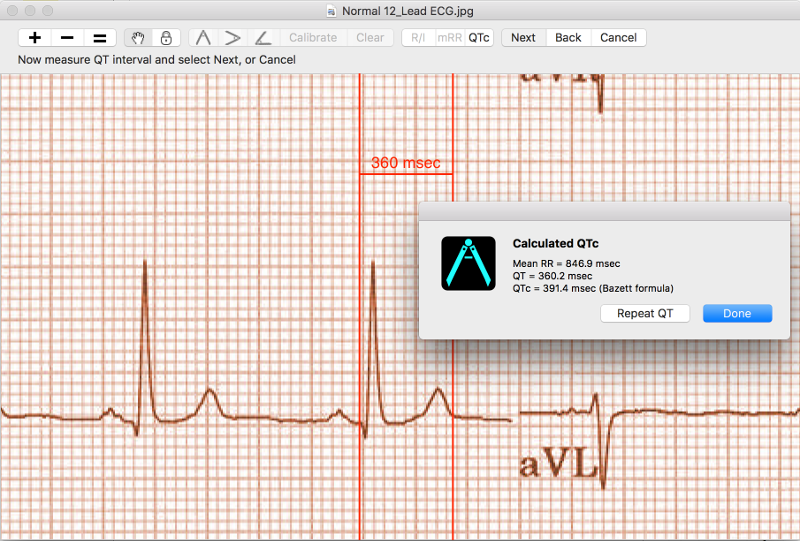 Normal 12_Lead ECG.jpg
+ − = Calibrate Clear R/I mRR QTc Next Back Cancel
Now measure QT interval and select Next, or Cancel
360 msec
Calculated QTc
Mean RR = 846.9 msec
QT = 360.2 msec
QTc = 391.4 msec (Bazett formula)
Repeat QT Done
aVL